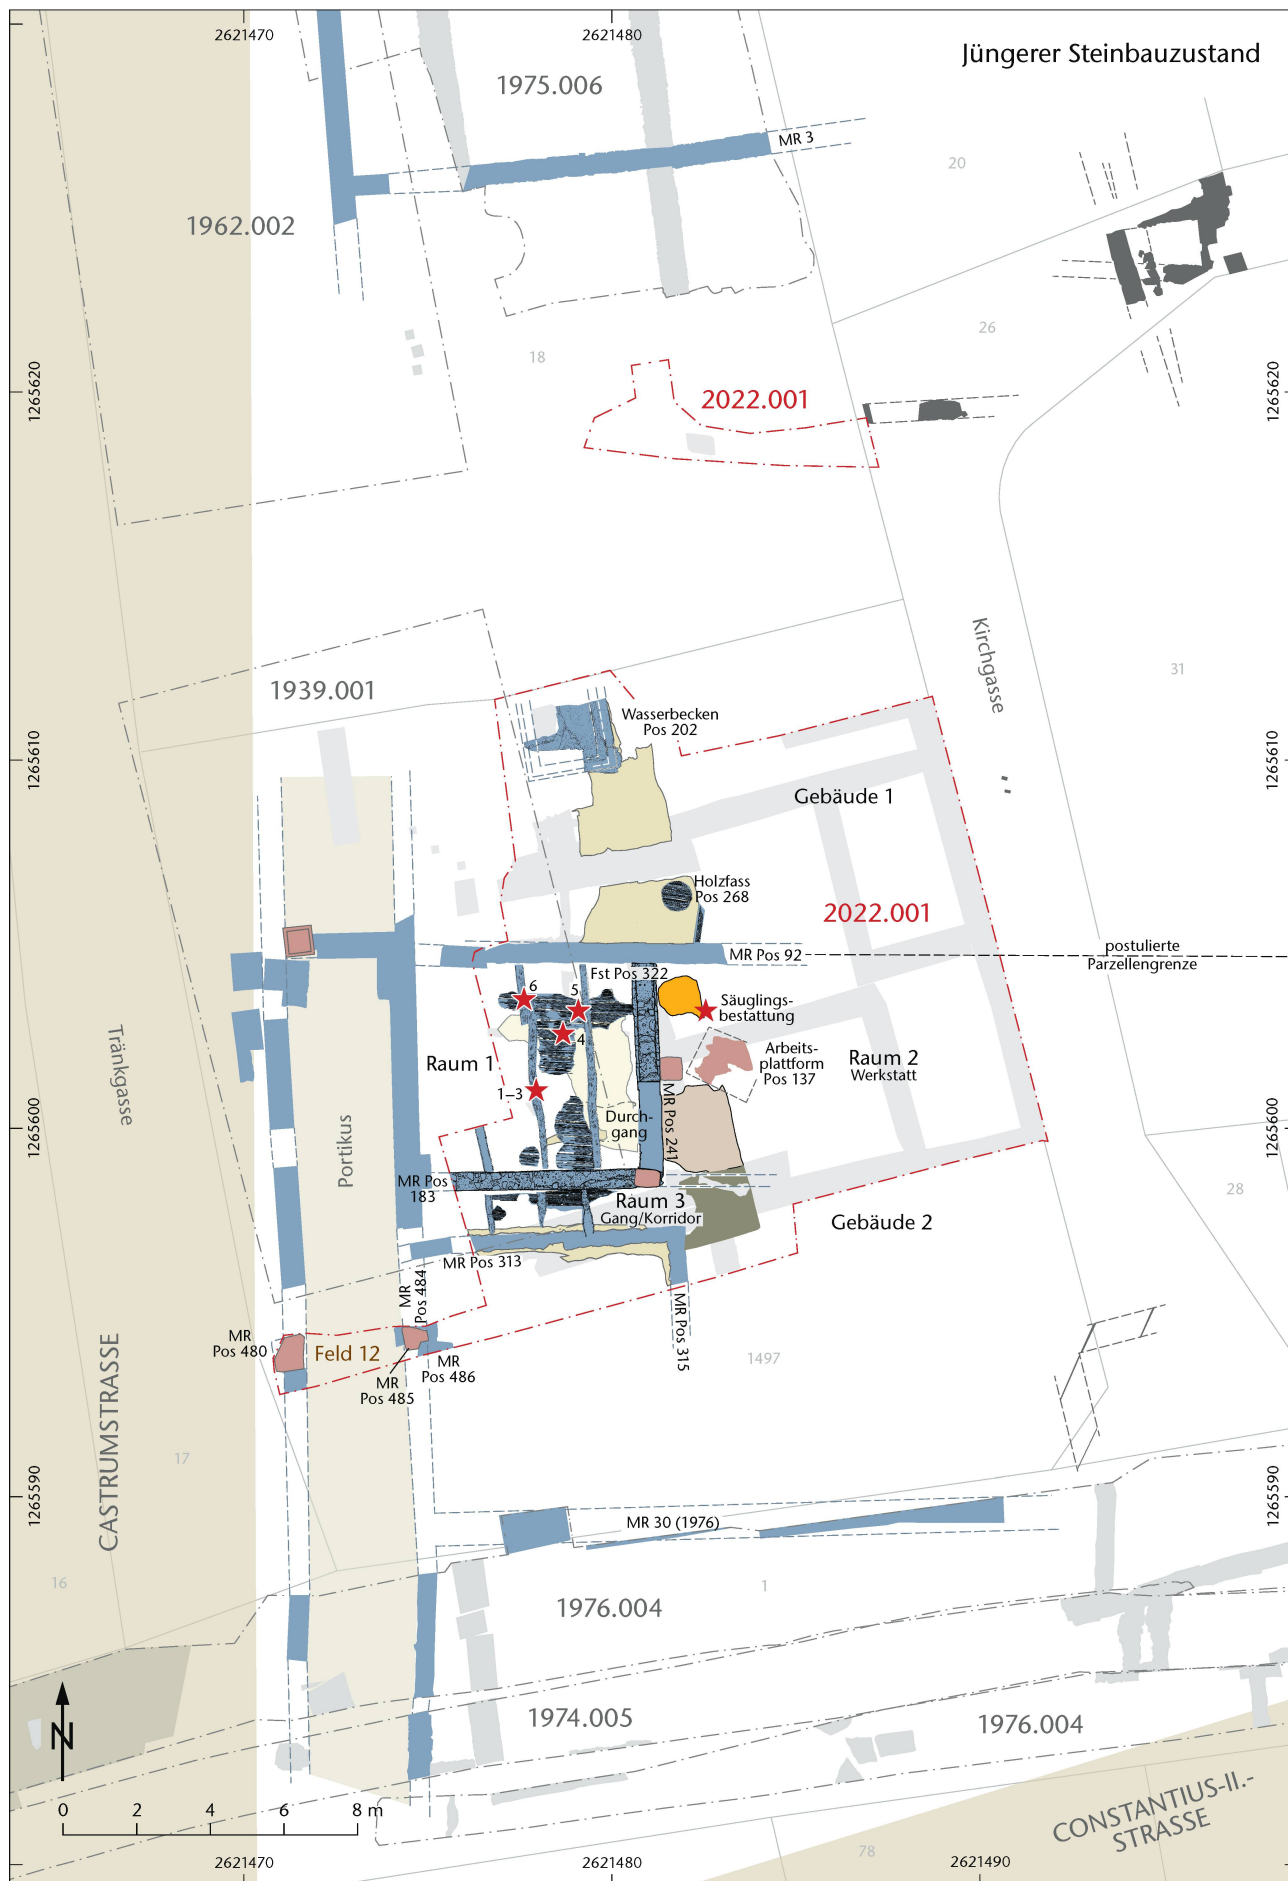 2621470
2621480
Jüngerer Steinbauzustand
1975.006
MR 3
20
1962.002
26
18
1265620
1265620
2022.001
Kirchgasse
31
1939.001
Wasserbecken
Pos 202
1265610
1265610
Gebäude 1
Holzfass
Pos 268
2022.001
MR Pos 92
postulierte
Parzellengrenze
Fst Pos 322
6
5
4
Säuglings-
bestattung
Tränkgasse
Raum 1
Arbeits-
plattform
Pos 137
Raum 2
Werkstatt
1–3
Portikus
Durch-
gang
MR Pos 241
1265600
1265600
MR Pos
183
28
Raum 3
Gang/Korridor
Gebäude 2
MR Pos 313
MR
Pos 484
MR Pos 315
MR
Pos 480
Feld 12
MR
Pos 485
MR
Pos 486
1497
CASTRUMSTRASSE
17
1265590
1265590
MR 30 (1976)
16
1
1976.004
1974.005
1976.004
N
0 2 4 6 8 m
CONSTANTIUS-II.-
STRASSE
78
2621470
2621480
2621490